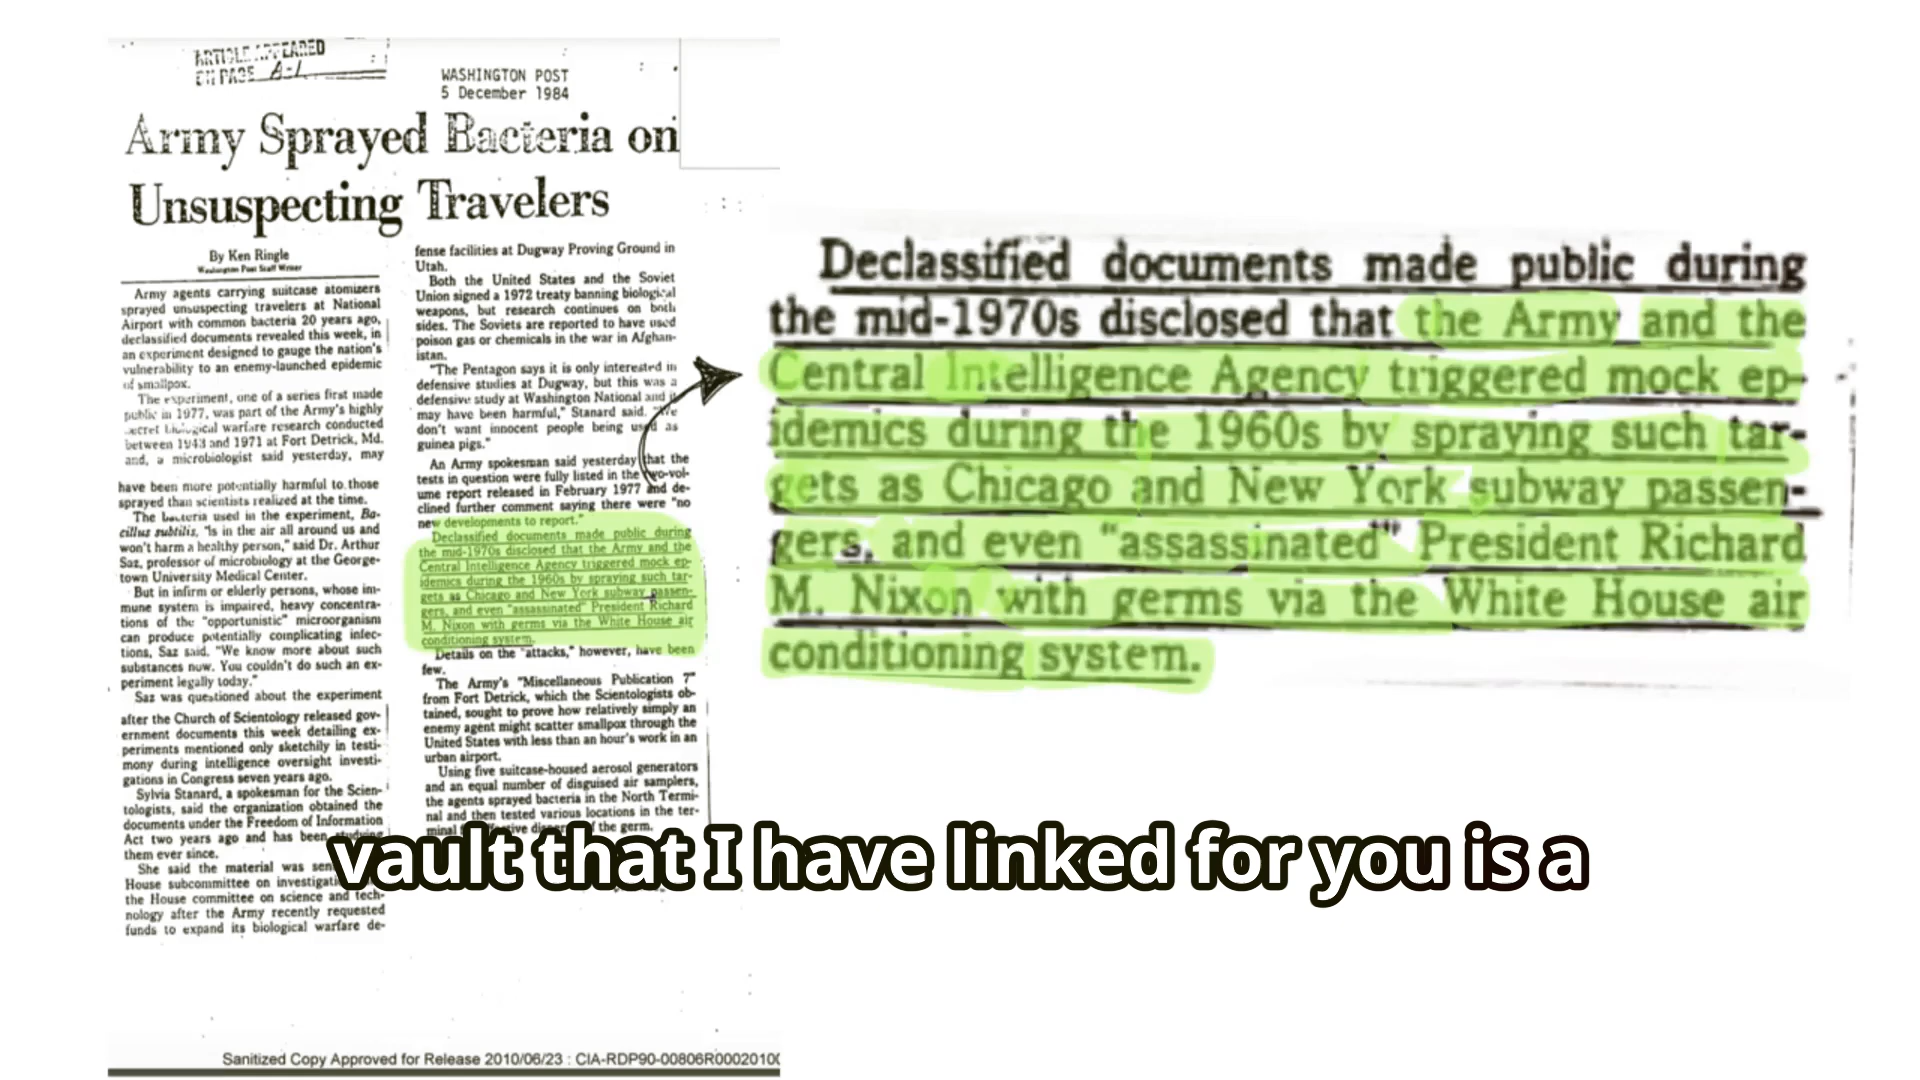 ARTICLE APPEARED
ON PAGE A-1
WASHINGTON POST
5 December 1984
Army Sprayed Bacteria on
Unsuspecting Travelers
By Ken Ringle
Washington Post Staff Writer
Army agents carrying suitcase atomizers
sprayed unsuspecting travelers at National
Airport with common bacteria 20 years ago,
declassified documents revealed this week, in
an experiment designed to gauge the nation's
vulnerability to an enemy-launched epidemic
of smallpox.
The experiment, one of a series first made
public in 1977, was part of the Army's highly
secret biological warfare research conducted
between 1943 and 1971 at Fort Detrick, Md.
and, a microbiologist said yesterday, may
have been more potentially harmful to those
sprayed than scientists realized at the time.
The bacteria used in the experiment, Ba-
cillus subtilis, "is in the air all around us and
won't harm a healthy person," said Dr. Arthur
Saz, professor of microbiology at the George-
town University Medical Center.
But in infirm or elderly persons, whose im-
mune system is impaired, heavy concentra-
tions of the "opportunistic" microorganism
can produce potentially complicating infec-
tions, Saz said. "We know more about such
substances now. You couldn't do such an ex-
periment legally today."
Saz was questioned about the experiment
after the Church of Scientology released gov-
ernment documents this week detailing ex-
periments mentioned only sketchily in testi-
mony during intelligence oversight investi-
gations in Congress seven years ago.
Sylvia Stanard, a spokesman for the Scien-
tologists, said the organization obtained the
documents under the Freedom of Information
Act two years ago and has been studying
them ever since.
She said the material was sen
House subcommittee on investigati
the House committee on science and tech-
nology after the Army recently requested
funds to expand its biological warfare de-
fense facilities at Dugway Proving Ground in
Utah.
Both the United States and the Soviet
Union signed a 1972 treaty banning biological
weapons, but research continues on both
sides. The Soviets are reported to have used
poison gas or chemicals in the war in Afghan-
istan.
"The Pentagon says it is only interested in
defensive studies at Dugway, but this was a
defensive study at Washington National and it
may have been harmful," Stanard said. "We
don't want innocent people being used as
guinea pigs."
An Army spokesman said yesterday that the
tests in question were fully listed in the two-vol-
ume report released in February 1977 and de-
clined further comment saying there were "no
new developments to report."
Declassified documents made public during
the mid-1970s disclosed that the Army and the
Central Intelligence Agency triggered mock ep-
idemics during the 1960s by spraying such tar-
gets as Chicago and New York subway passen-
gers, and even "assassinated" President Richard
M. Nixon with germs via the White House air
conditioning system.
Details on the "attacks," however, have been
few.
The Army's "Miscellaneous Publication 7"
from Fort Detrick, which the Scientologists ob-
tained, sought to prove how relatively simply an
enemy agent might scatter smallpox through the
United States with less than an hour's work in an
urban airport.
Using five suitcase-housed aerosol generators
and an equal number of disguised air samplers,
the agents sprayed bacteria in the North Termi-
nal and then tested various locations in the ter-
minal of the germ.
Declassified documents made public during
the mid-1970s disclosed that the Army and the
Central Intelligence Agency triggered mock ep-
idemics during the 1960s by spraying such tar-
gets as Chicago and New York subway passen-
gers, and even "assassinated" President Richard
M. Nixon with germs via the White House air
conditioning system.
vault that I have linked for you is a
Sanitized Copy Approved for Release 2010/06/23 : CIA-RDP90-00806R00020100